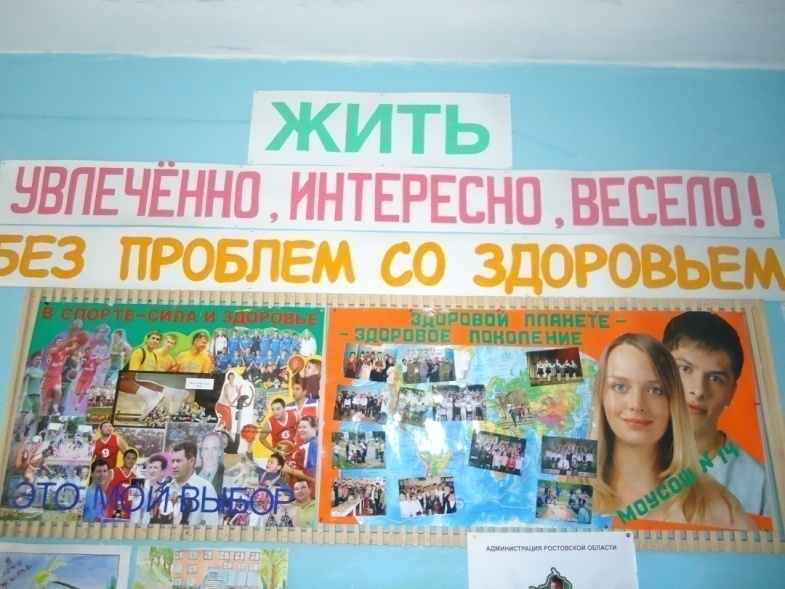 ЖИТЬ
УВЛЕЧЁННО, ИНТЕРЕСНО, ВЕСЕЛО!
БЕЗ ПРОБЛЕМ СО ЗДОРОВЬЕМ
В СПОРТЕ-СИЛА И ЗДОРОВЬЕ
ЭТО МОЙ ВЫБОР
ЗДОРОВОЙ ПЛАНЕТЕ -
- ЗДОРОВОЕ ПОКОЛЕНИЕ
МОУСОШ №14
АДМИНИСТРАЦИЯ РОСТОВСКОЙ ОБЛАСТИ